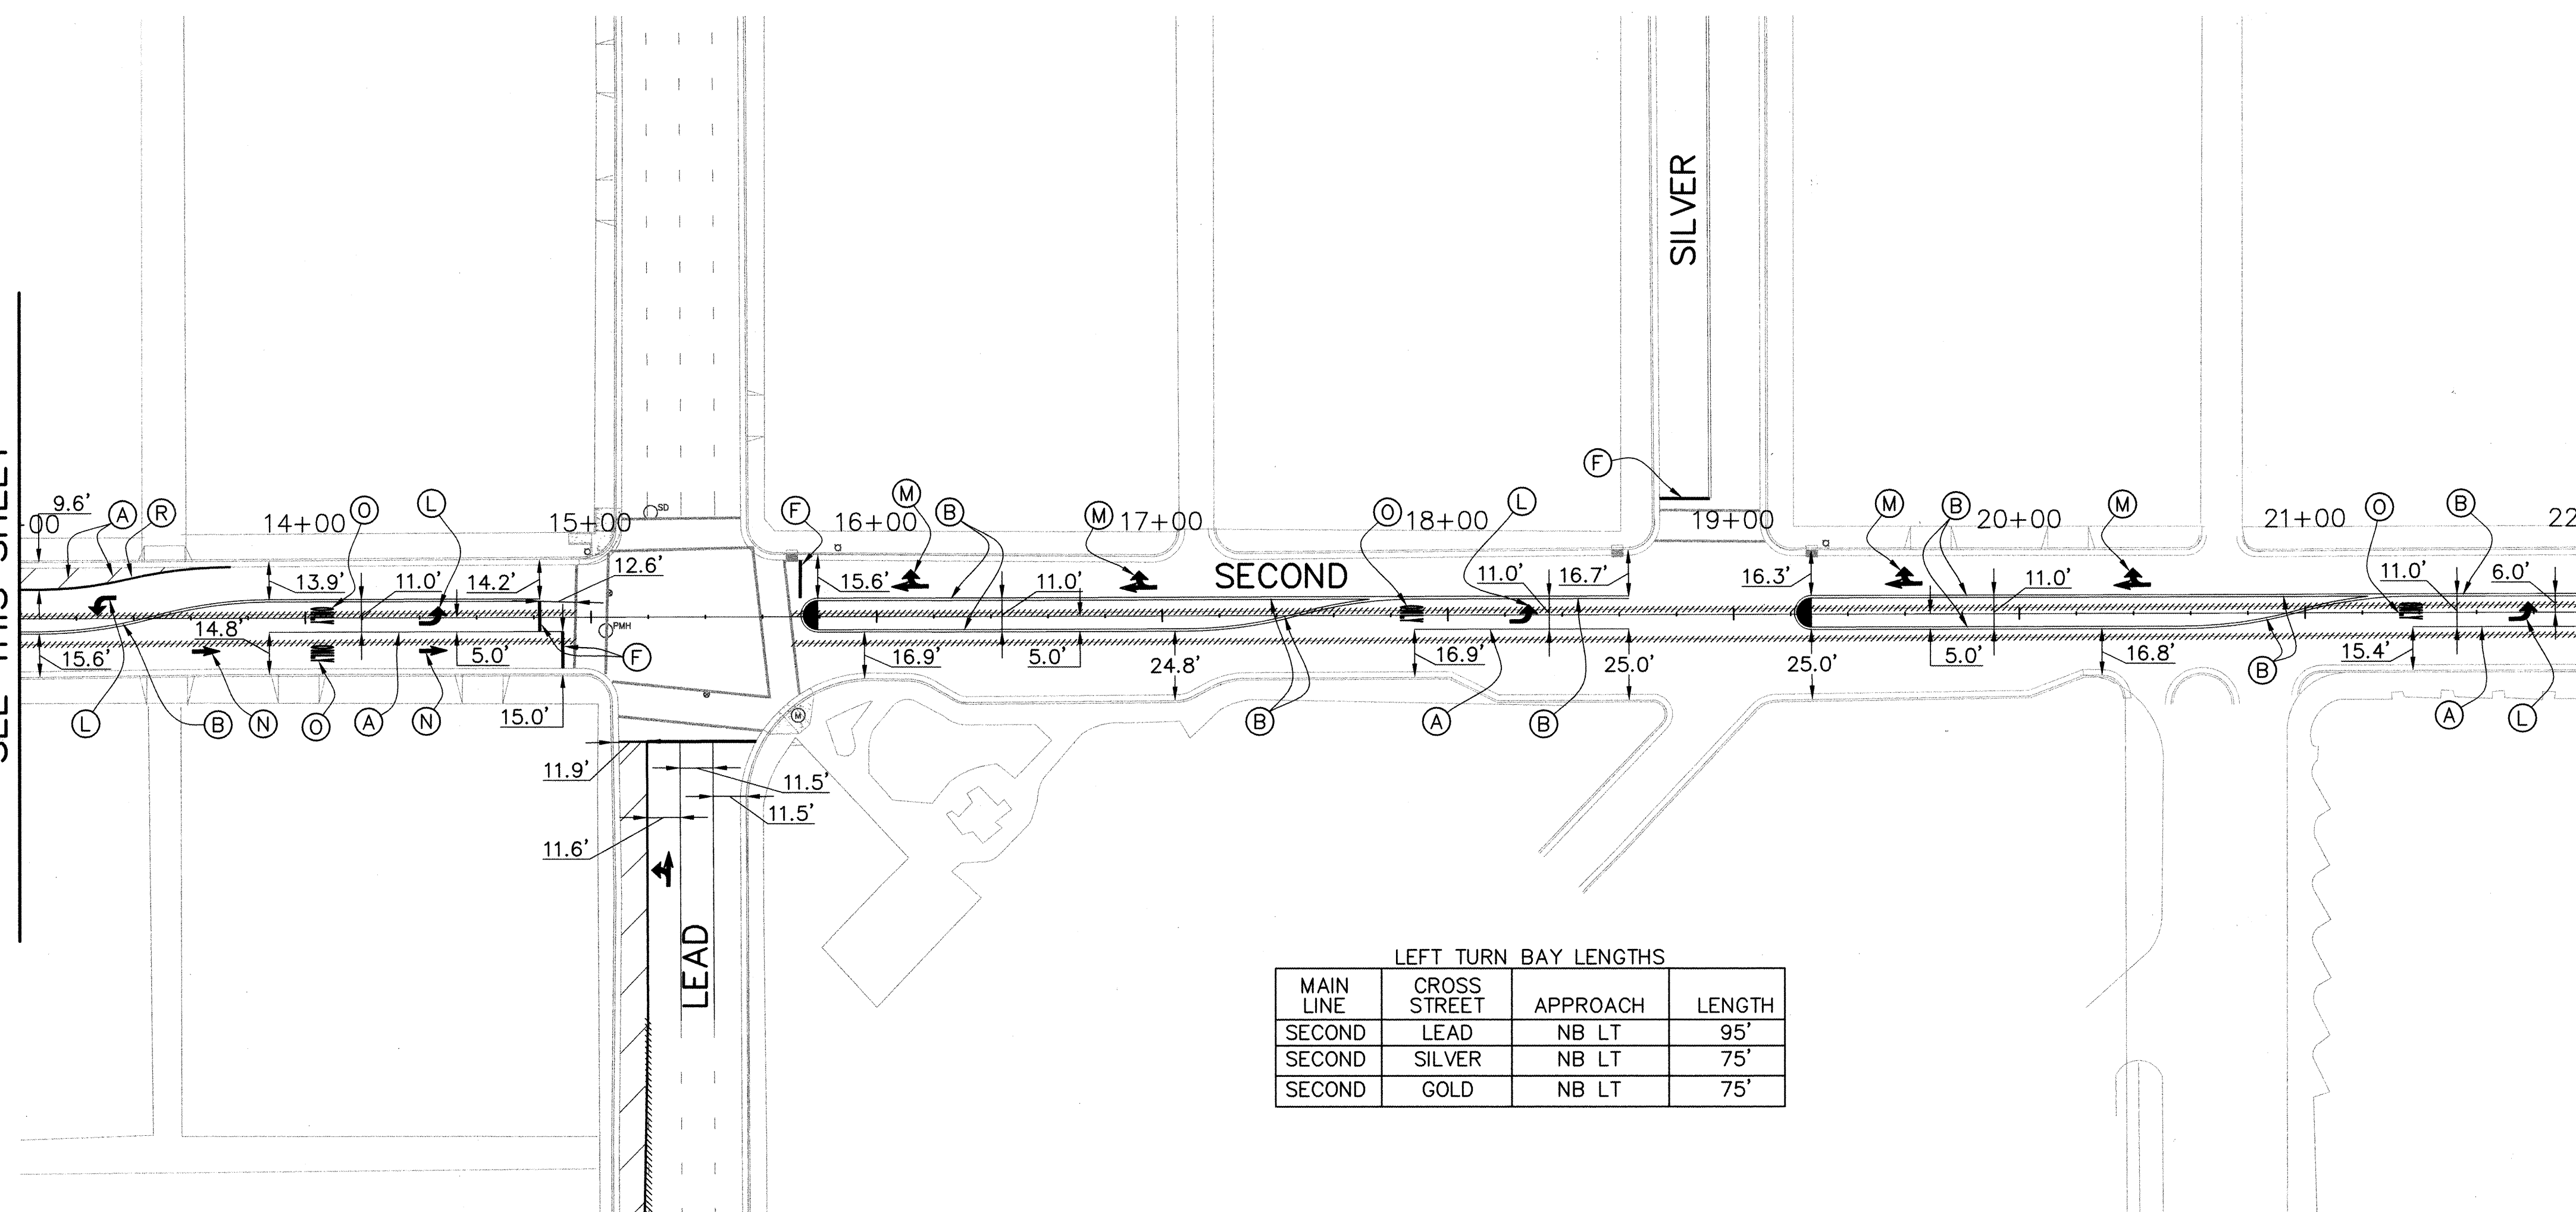 SILVER
9.6'
A
R
O
L
F
M
B
M
O
L
F
M
B
M
O
B
00
14+00
15+00
SD
16+00
17+00
18+00
19+00
20+00
21+00
22
13.9'
11.0'
14.2'
12.6'
15.6'
11.0'
SECOND
11.0'
16.7'
16.3'
11.0'
11.0'
6.0'
14.8'
PMH
15.6'
5.0'
F
16.9'
5.0'
24.8'
16.9'
25.0'
25.0'
5.0'
16.8'
15.4'
B
L
B
N
O
A
N
15.0'
M
B
A
B
A
L
11.9'
11.5'
11.5'
11.6'
LEAD
LEFT TURN BAY LENGTHS
MAIN LINE CROSS STREET APPROACH LENGTH
SECOND LEAD NB LT 95'
SECOND SILVER NB LT 75'
SECOND GOLD NB LT 75'